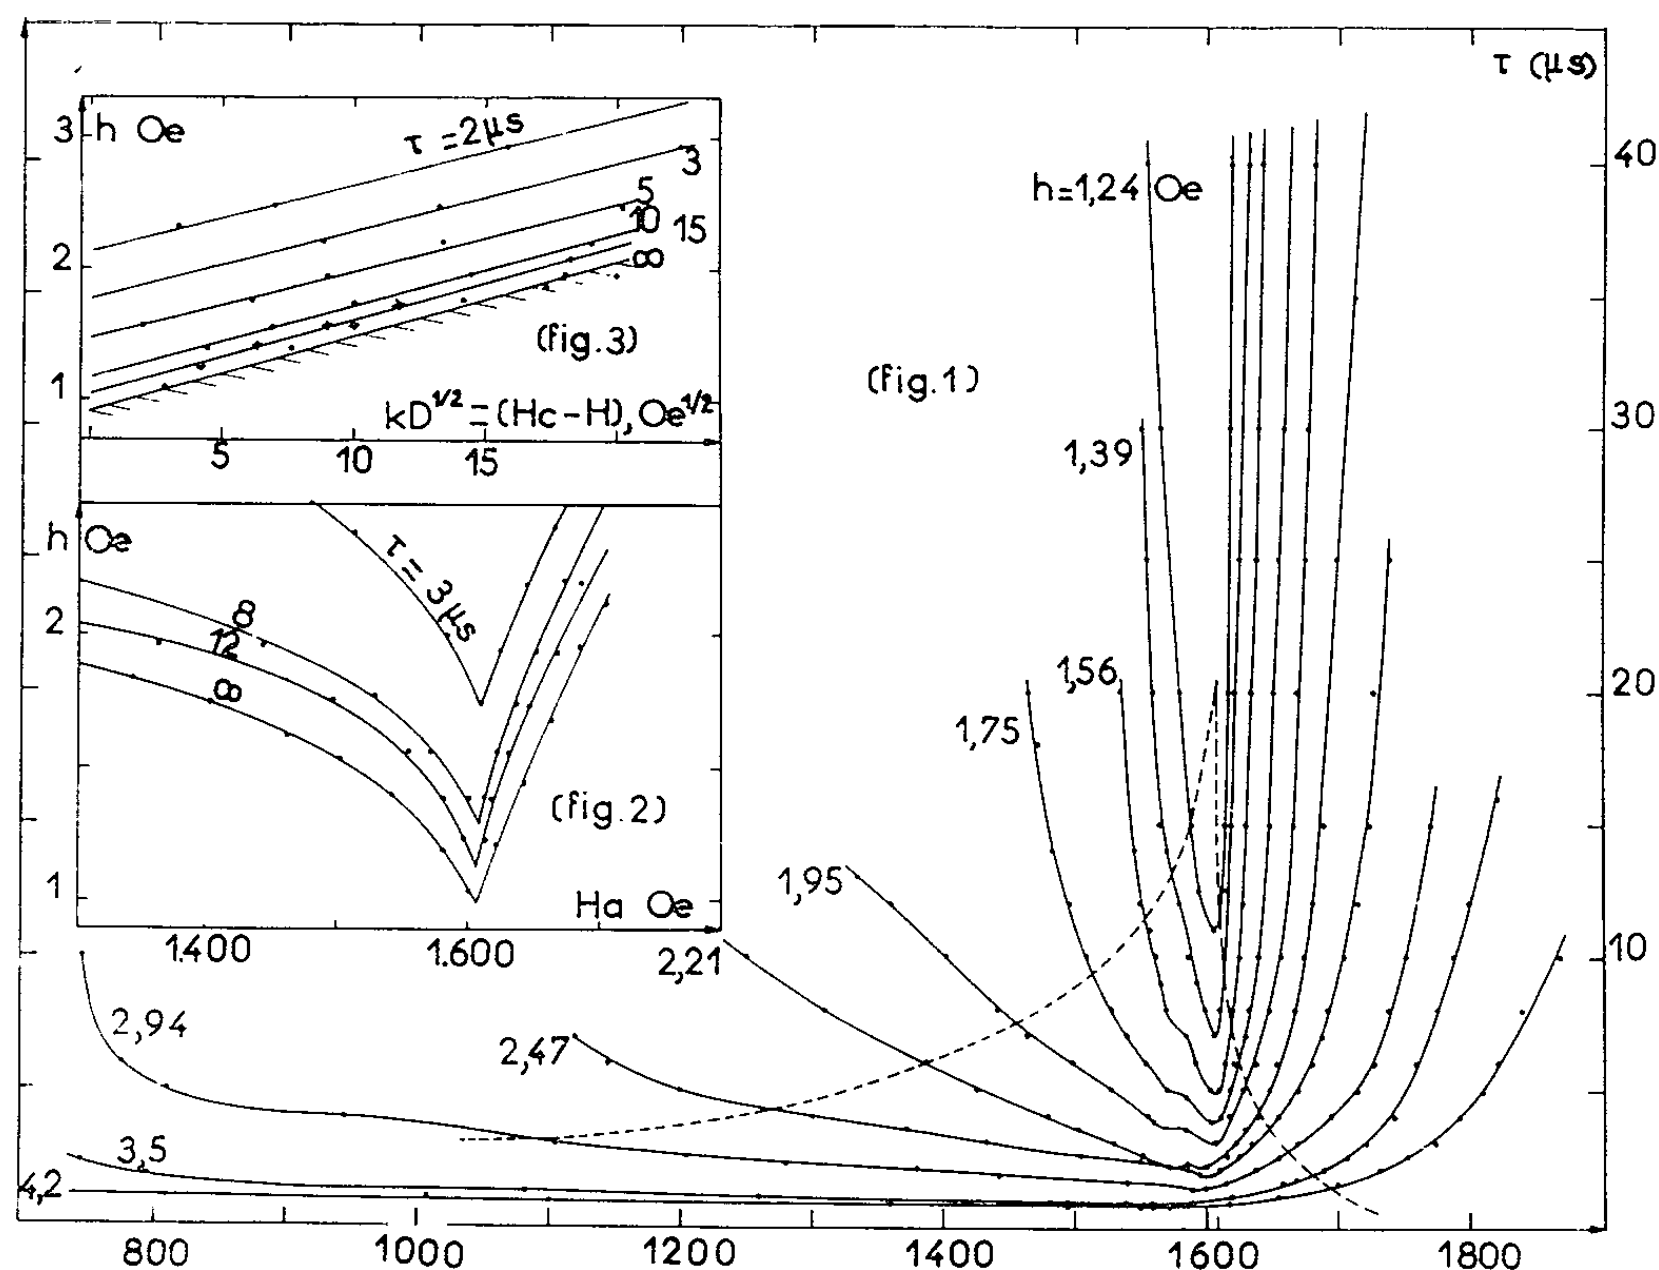 τ (μs)
3 h Oe
τ = 2μs
3
5
10 15
∞
2
1
(fig.3)
kD^1/2 = (Hc-H), Oe^1/2
5 10 15
h Oe
τ = 3μs
8
12
∞
2
1
(fig.2)
Ha Oe
1.400 1.600
h=1,24 Oe
(fig.1)
1,39
1,56
1,75
1,95
2,21
2,47
2,94
3,5
4,2
40
30
20
10
800 1000 1200 1400 1600 1800